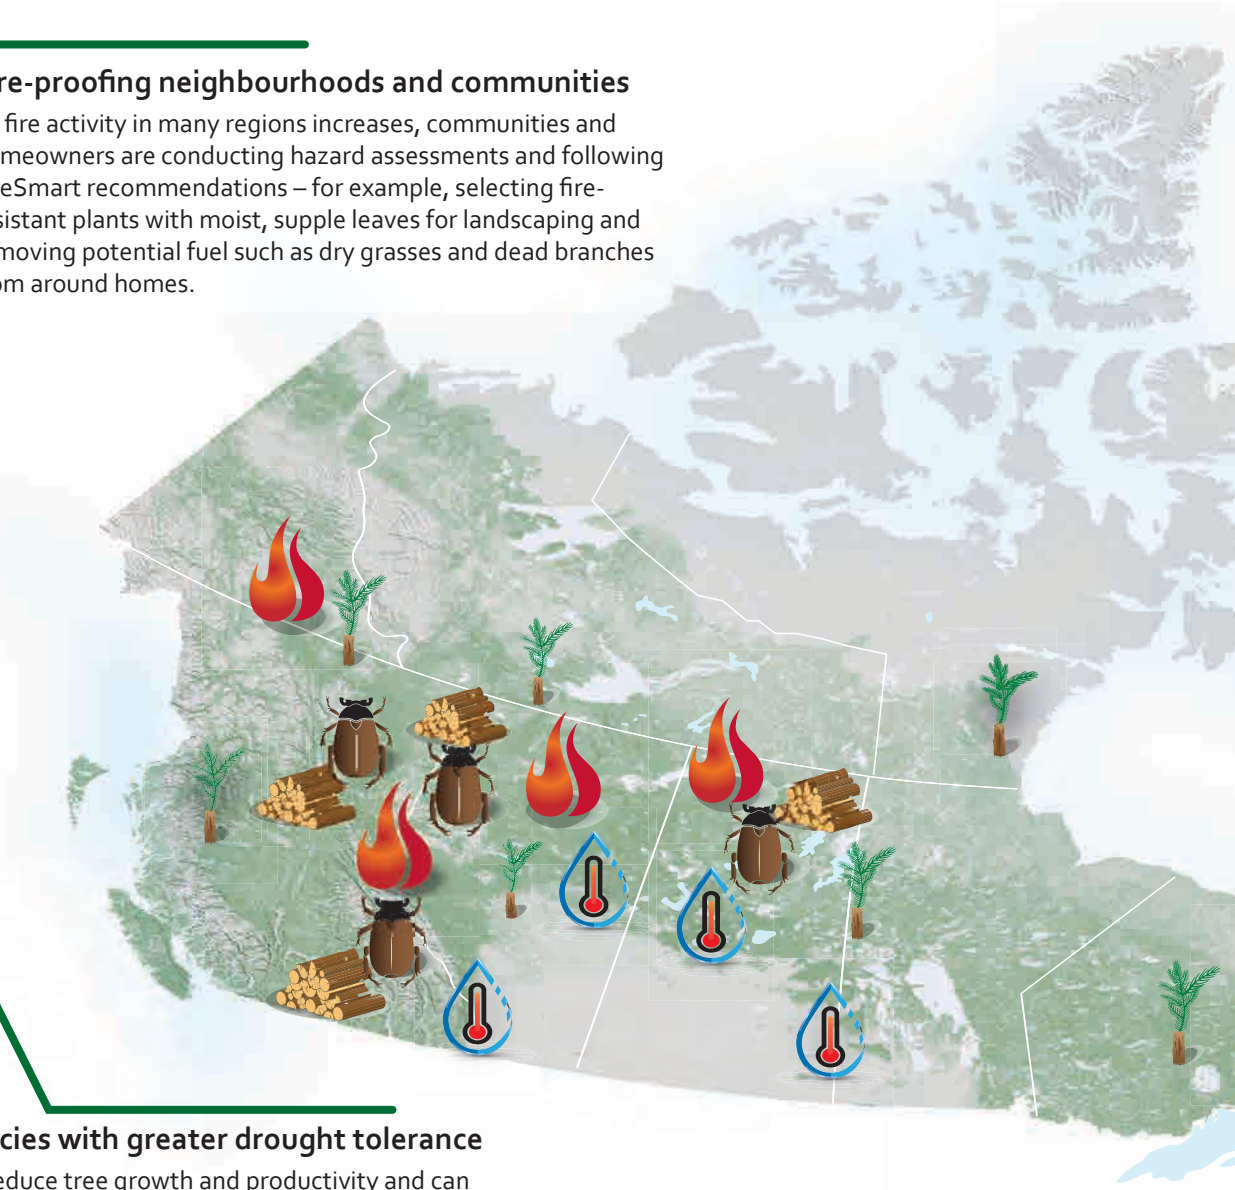 re-proofing neighbourhoods and communities
fire activity in many regions increases, communities and
meowners are conducting hazard assessments and following
eSmart recommendations – for example, selecting fire-
sistant plants with moist, supple leaves for landscaping and
moving potential fuel such as dry grasses and dead branches
om around homes.
cies with greater drought tolerance
educe tree growth and productivity and can